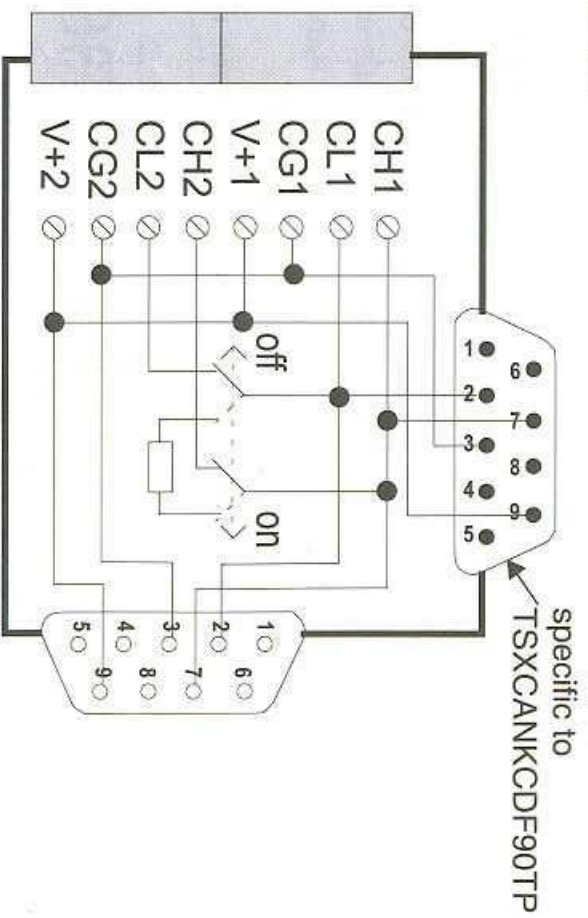 specific to
TSXCANKCDF90TP
V+2
CG2
CL2
CH2
V+1
CG1
CL1
CH1
off
on
1
2
3
4
5
6
7
8
9
5
4
3
2
1
9
8
7
6